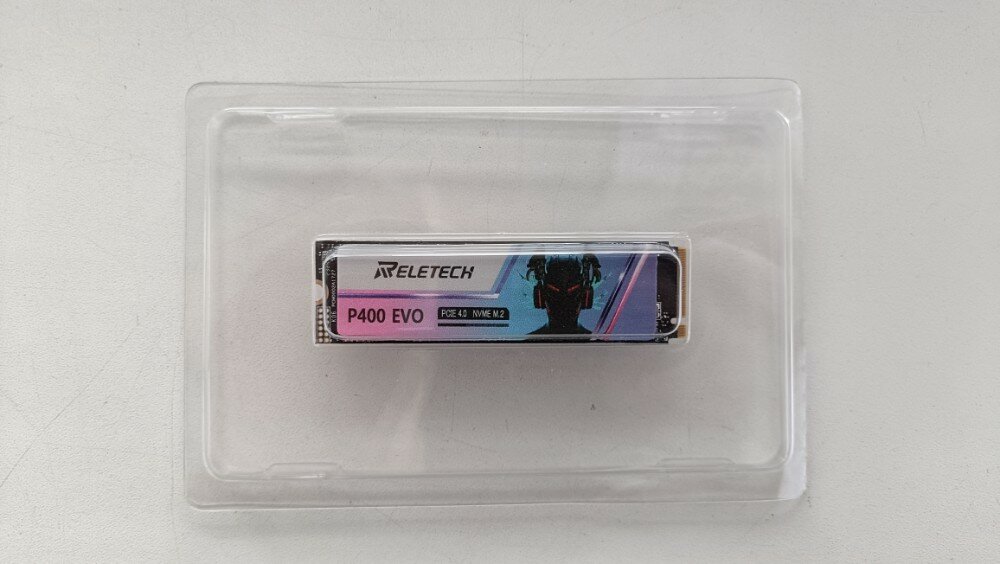 RELETECH
P400 EVO
PCIE 4.0 NVME M.2